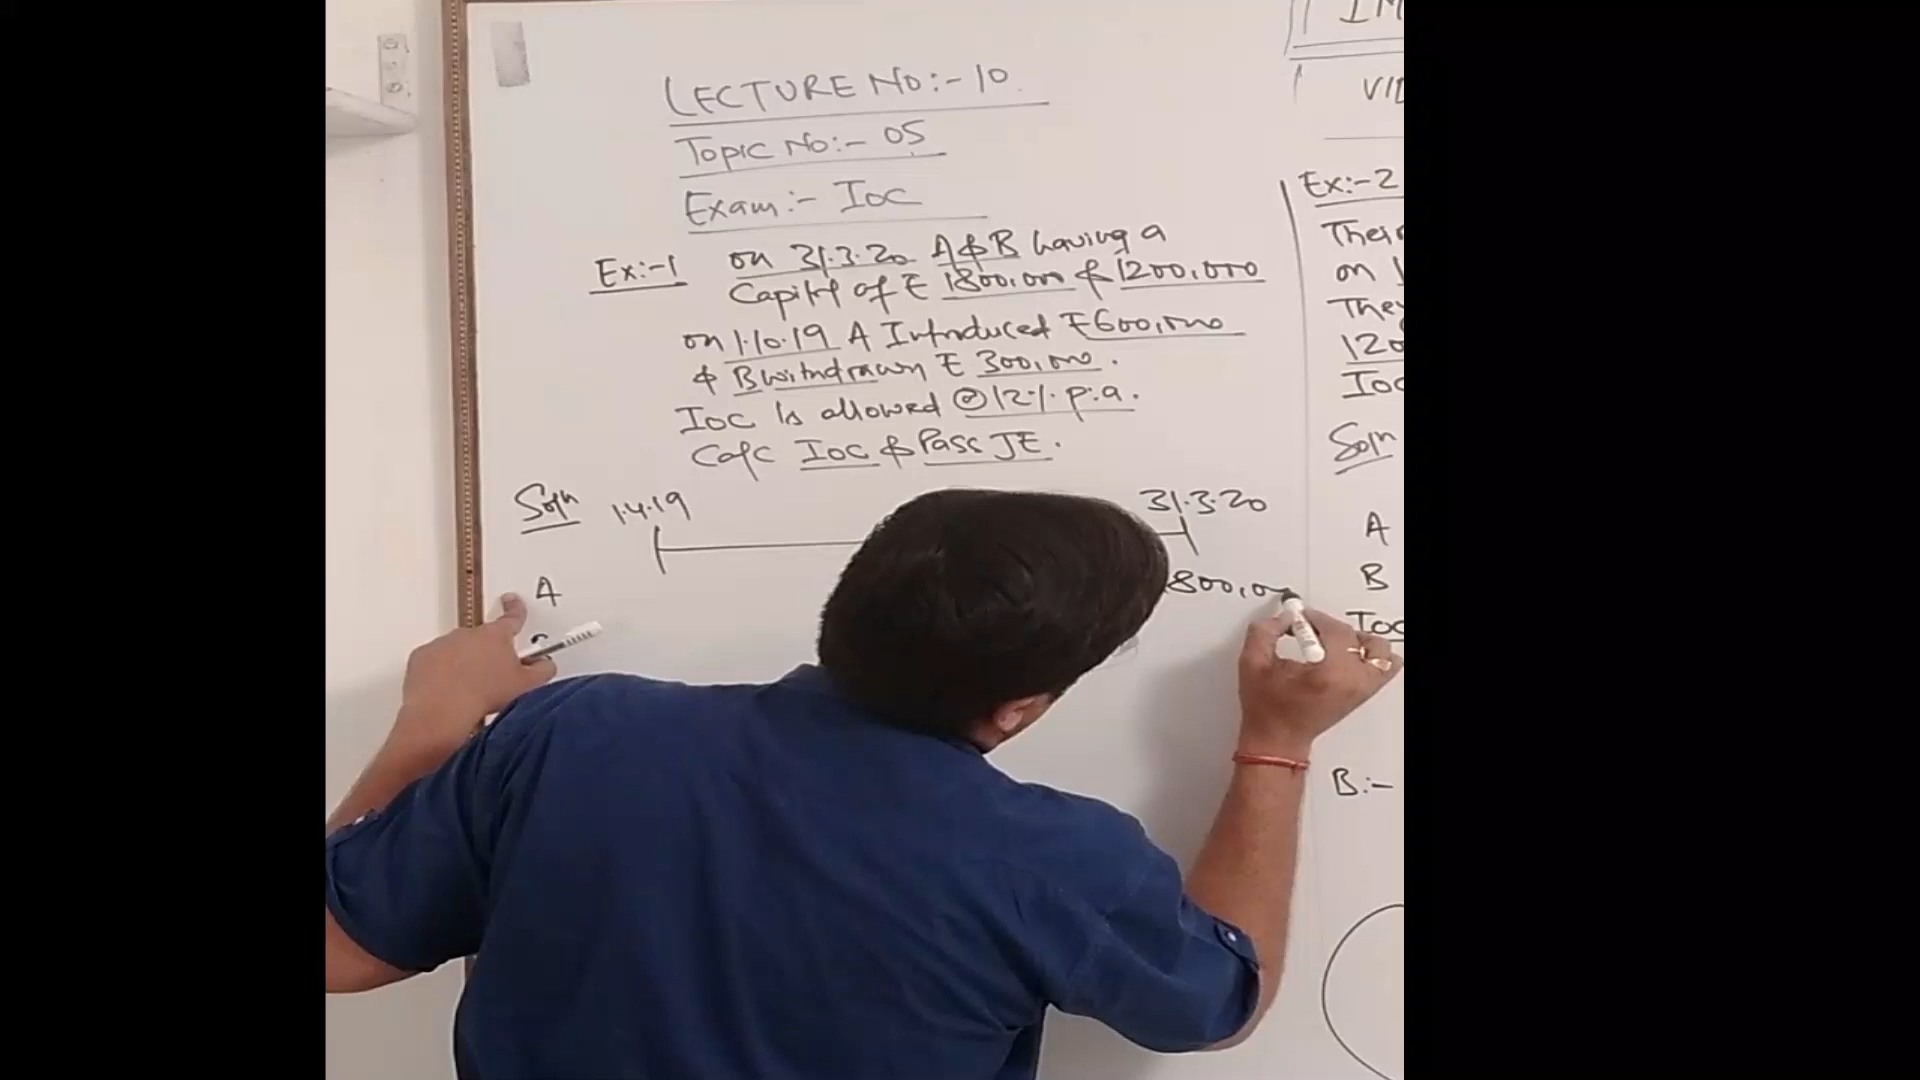 LECTURE No:- 10
Topic No:- 05
Exam:- IOC
Ex:-1 on 31.3.20 A & B having a
Capital of ₹ 1800,000 & 1200,000
on 1.10.19 A Introduced ₹600,000
& B withdrawn ₹ 300,000.
IOC Is allowed @12% p.a.
Calc IOC & Pass JE.
Soln 1.4.19 31.3.20
A 800,00
VID
Ex:-2
on 1
They
120
IOC
Soln
A
B
IOC
B:-